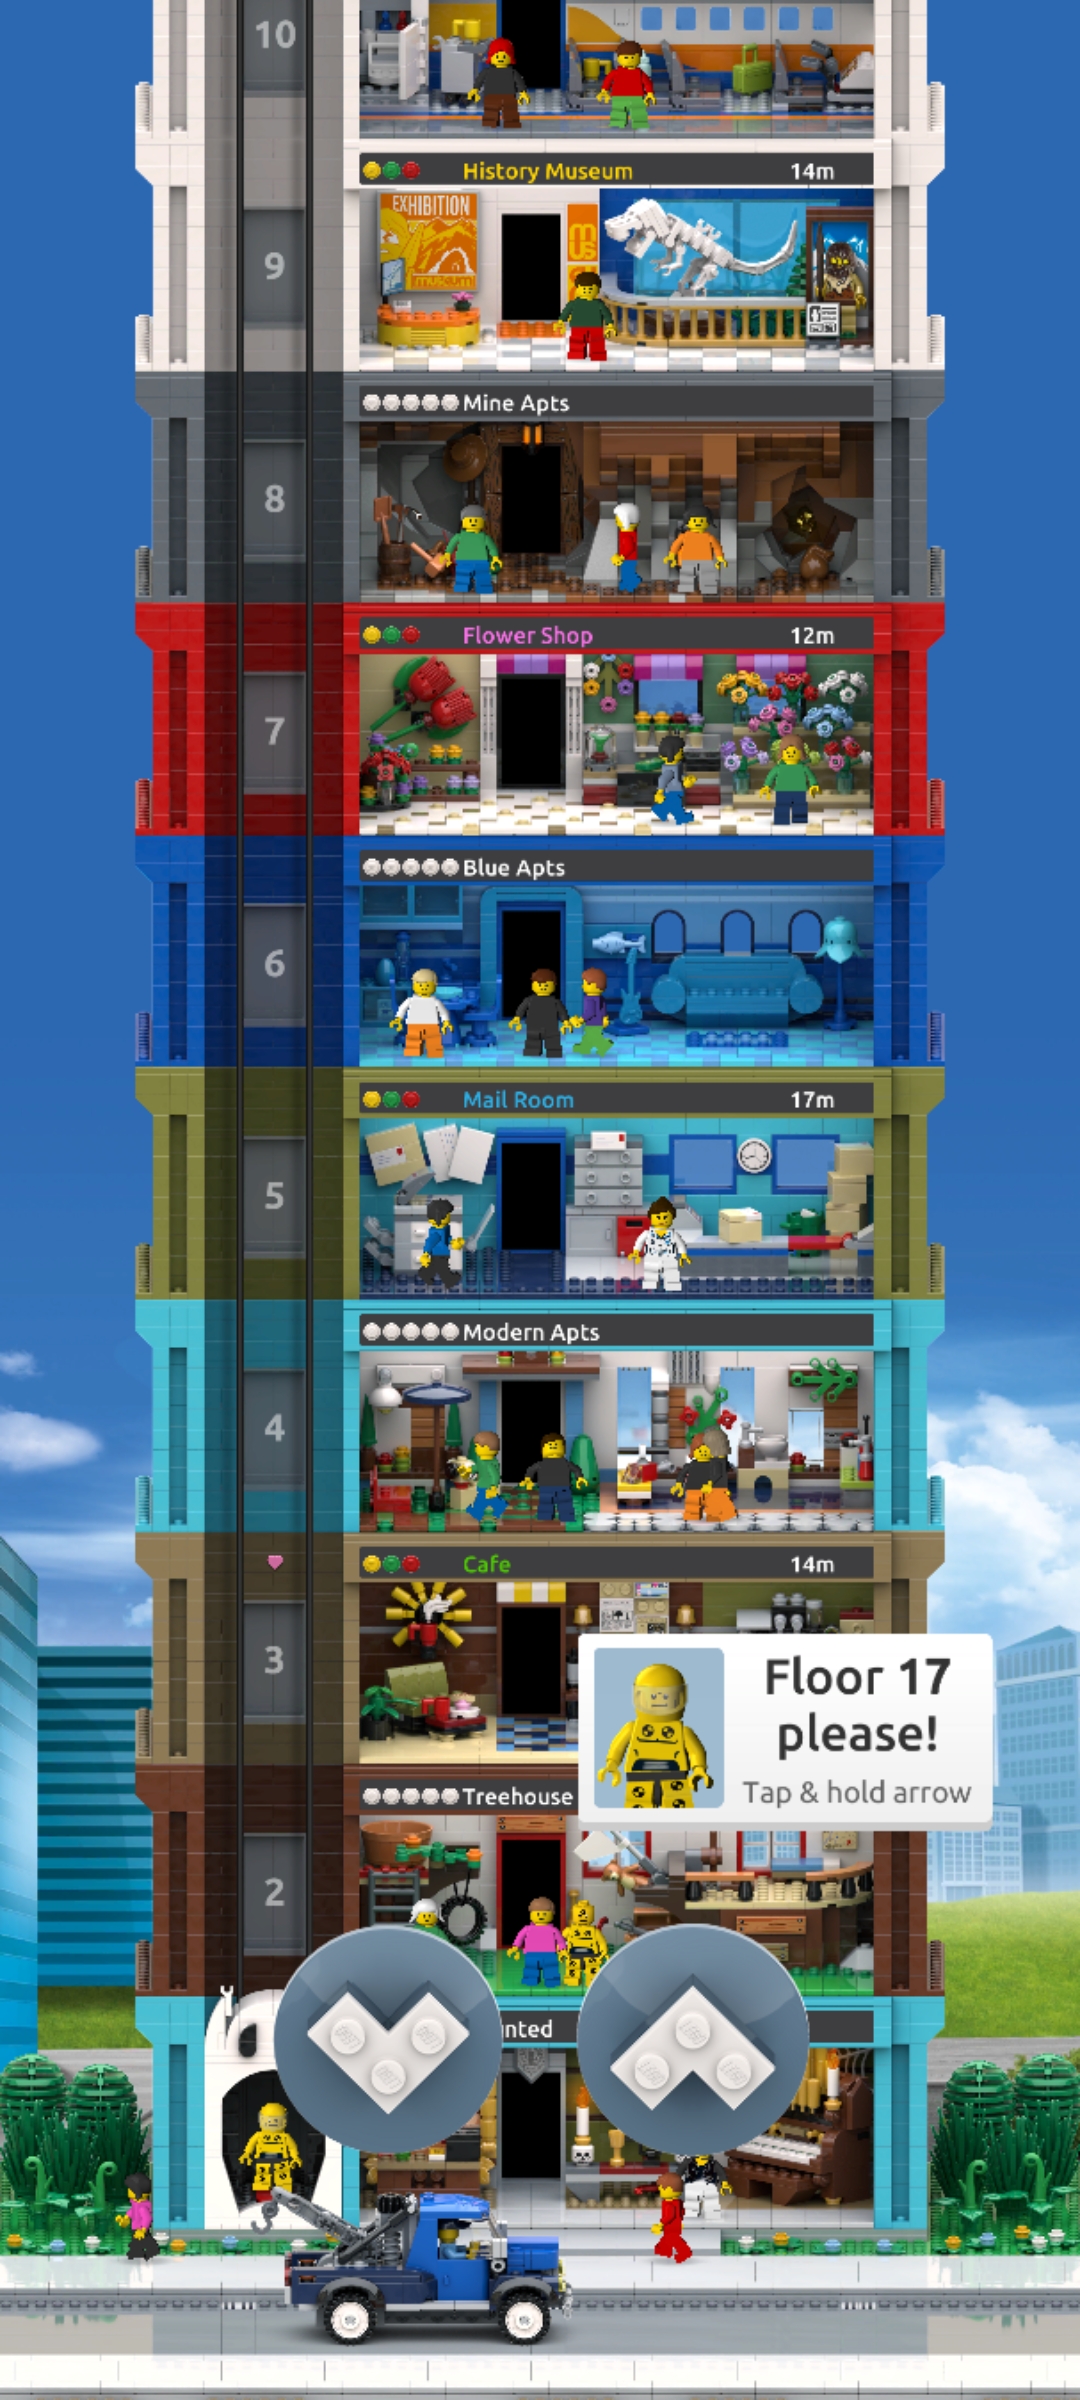 10
History Museum 14m
EXHIBITION
museum
9
Mine Apts
8
Flower Shop 12m
7
Blue Apts
6
Mail Room 17m
5
Modern Apts
4
Cafe 14m
3
Floor 17
please!
Tap & hold arrow
Treehouse
2
nted